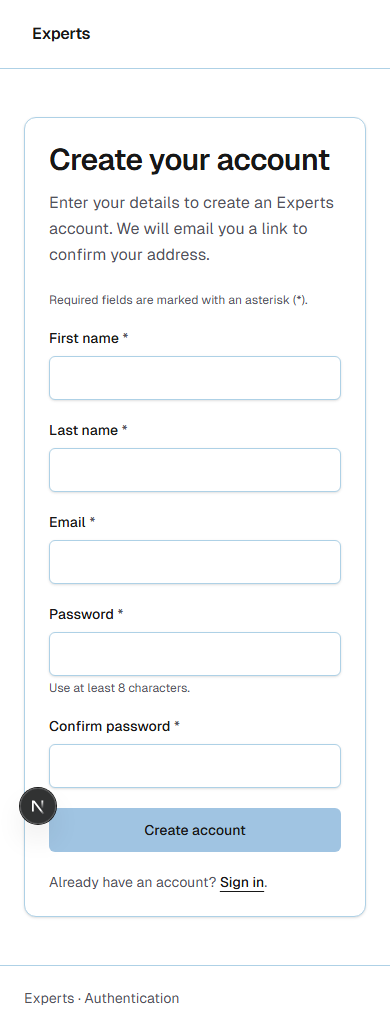 Experts
Create your account
Enter your details to create an Experts
account. We will email you a link to
confirm your address.
Required fields are marked with an asterisk (*).
First name *
Last name *
Email *
Password *
Use at least 8 characters.
Confirm password *
N
Create account
Already have an account? Sign in.
Experts · Authentication